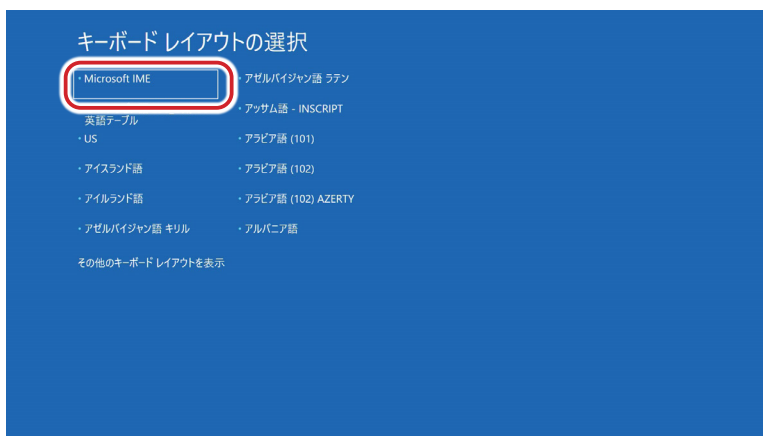 キーボード レイアウトの選択
Microsoft IME
英語テーブル
US
アイスランド語
アイルランド語
アゼルバイジャン語 キリル
アゼルバイジャン語 ラテン
アッサム語 - INSCRIPT
アラビア語 (101)
アラビア語 (102)
アラビア語 (102) AZERTY
アルバニア語
その他のキーボード レイアウトを表示